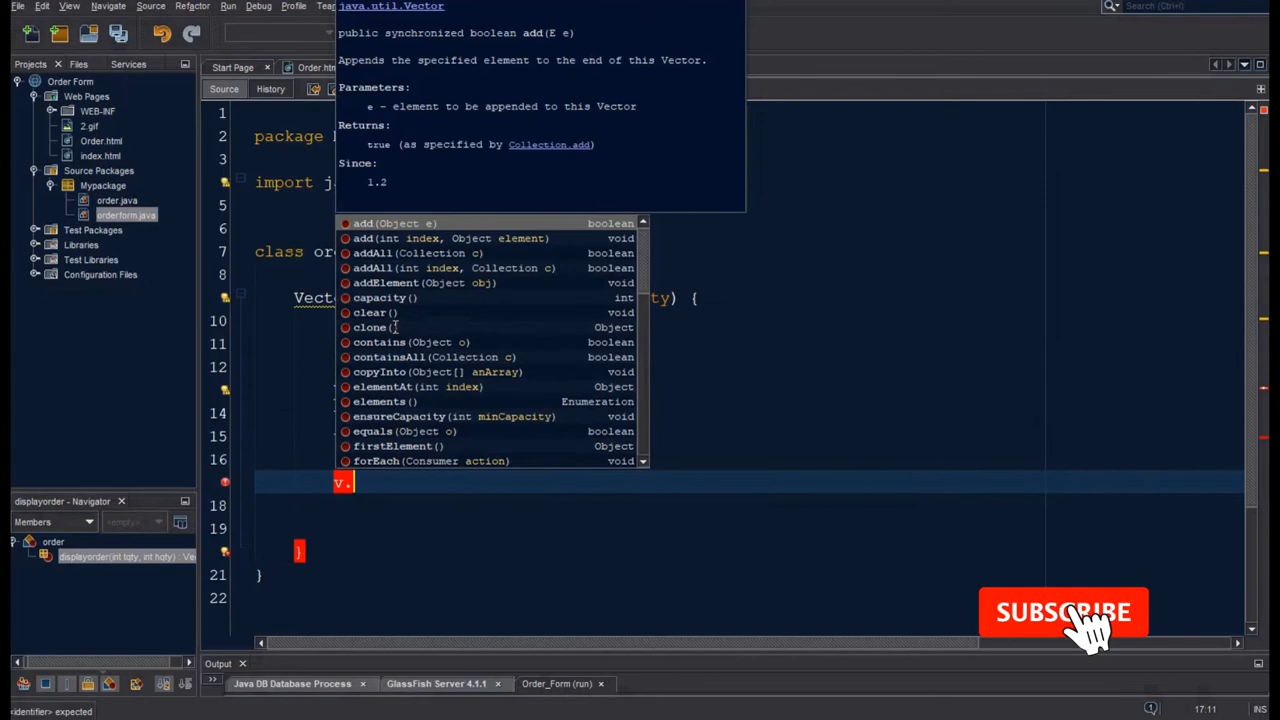 File Edit View Navigate Source Refactor Run Debug Profile
java.util.Vector
Search (Ctrl+I)
public synchronized boolean add(E e)
Projects × Files Services
Start Page ×
Appends the specified element to the end of this Vector.
Order Form
Web Pages
WEB-INF
2.gif
Order.html
index.html
Source Packages
Mypackage
order.java
orderform.java
Test Packages
Libraries
Test Libraries
Configuration Files
Source History
Parameters:
e - element to be appended to this Vector
Returns:
true (as specified by Collection.add)
Since:
1.2
1
2 package
3
4 import
6
7 class
8
Vect
10
11
12
14
15
16
v.
18
19
}
21 }
22
ty) {
add(Object e) boolean
add(int index, Object element) void
addAll(Collection c) boolean
addAll(int index, Collection c) boolean
addElement(Object obj) void
capacity() int
clear() void
clone() Object
contains(Object o) boolean
containsAll(Collection c) boolean
copyInto(Object[] anArray) void
elementAt(int index) Object
elements() Enumeration
ensureCapacity(int minCapacity) void
equals(Object o) boolean
firstElement() Object
forEach(Consumer action) void
displayorder - Navigator ×
Members <empty>
order
displayorder(int tqty, int hqty) : Ve
SUBSCRIBE
Output ×
Java DB Database Process × GlassFish Server 4.1.1 × Order_Form (run) ×
<identifier> expected
1 17:11 INS